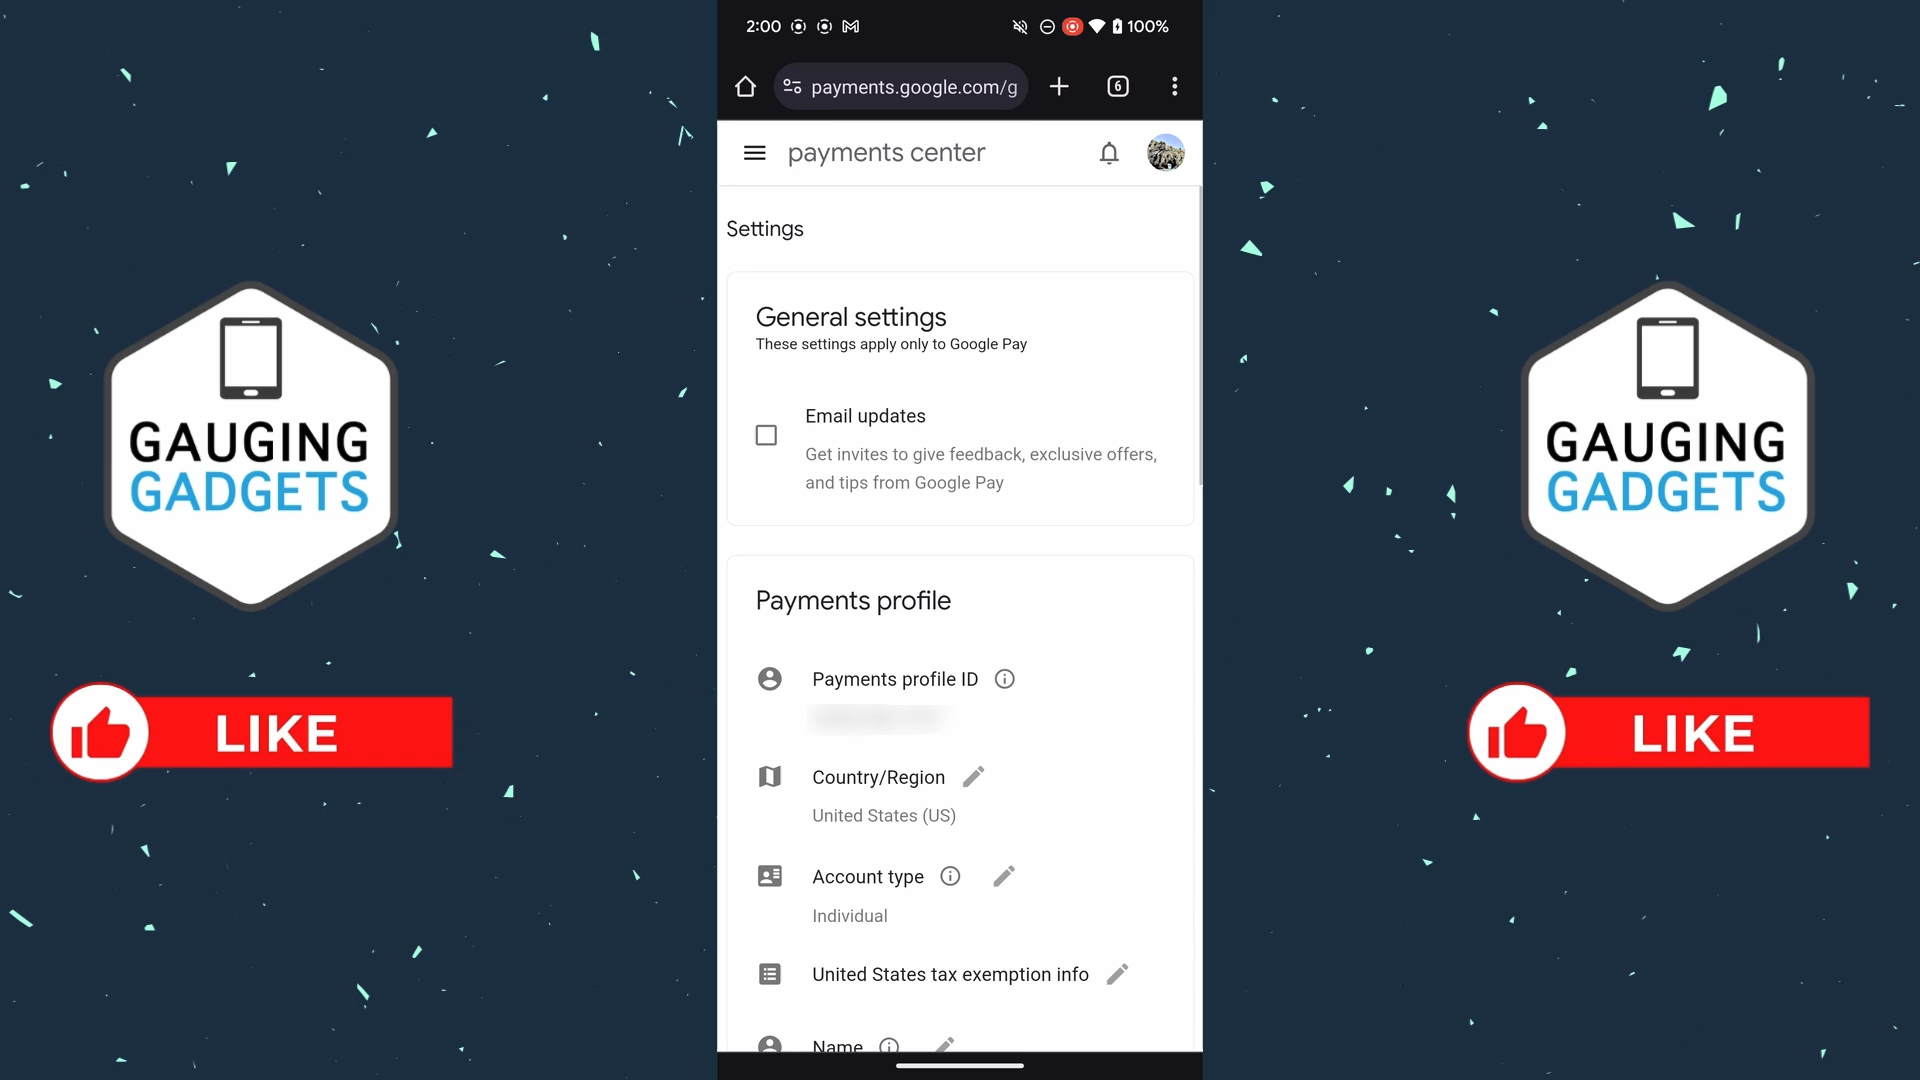 2:00
100%
payments.google.com/g
6
payments center
Settings
General settings
These settings apply only to Google Pay
Email updates
Get invites to give feedback, exclusive offers,
and tips from Google Pay
Payments profile
Payments profile ID
Country/Region
United States (US)
Account type
Individual
United States tax exemption info
Name
GAUGING
GADGETS
LIKE
GAUGING
GADGETS
LIKE